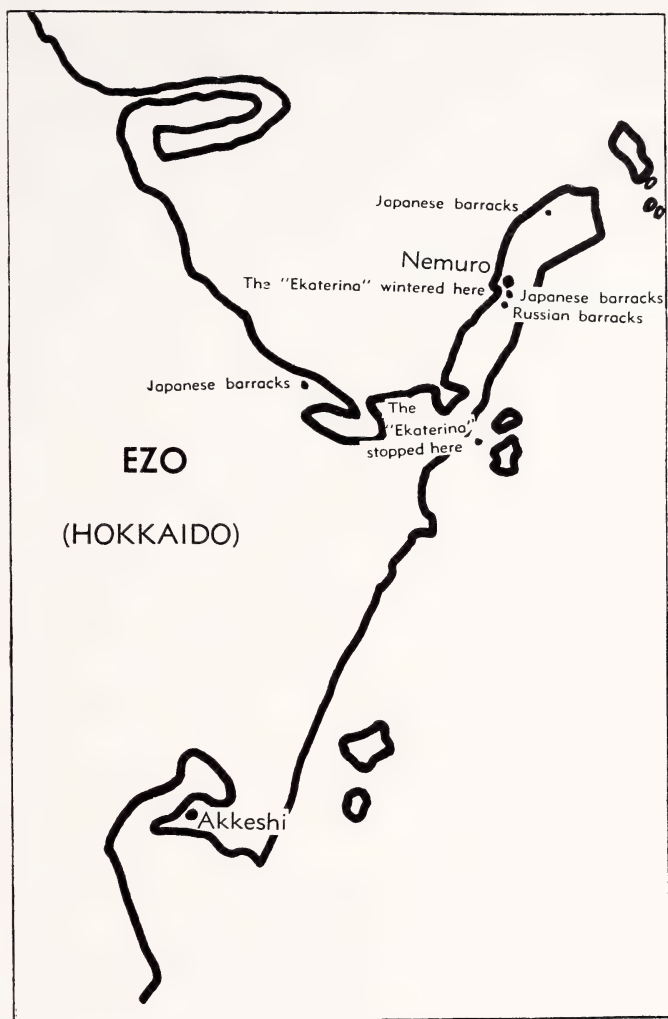 Japanese barracks
Nemuro
The "Ekaterina" wintered here
Japanese barracks
Russian barracks
Japanese barracks
The
"Ekaterina"
stopped here
EZO
(HOKKAIDO)
Akkeshi